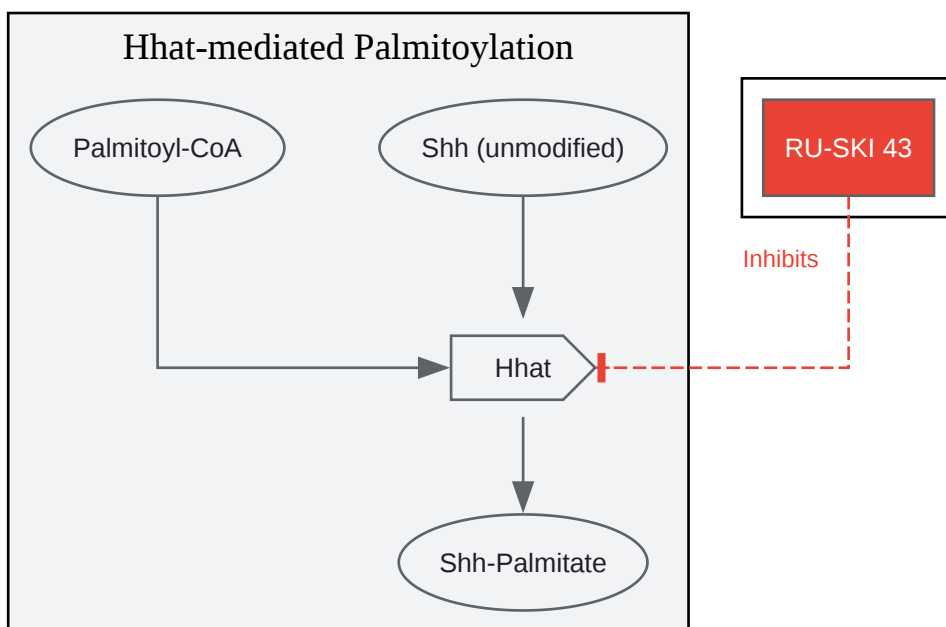 Hhat-mediated Palmitoylation
Palmitoyl-CoA
Shh (unmodified)
RU-SKI 43
Inhibits
Hhat
Shh-Palmitate